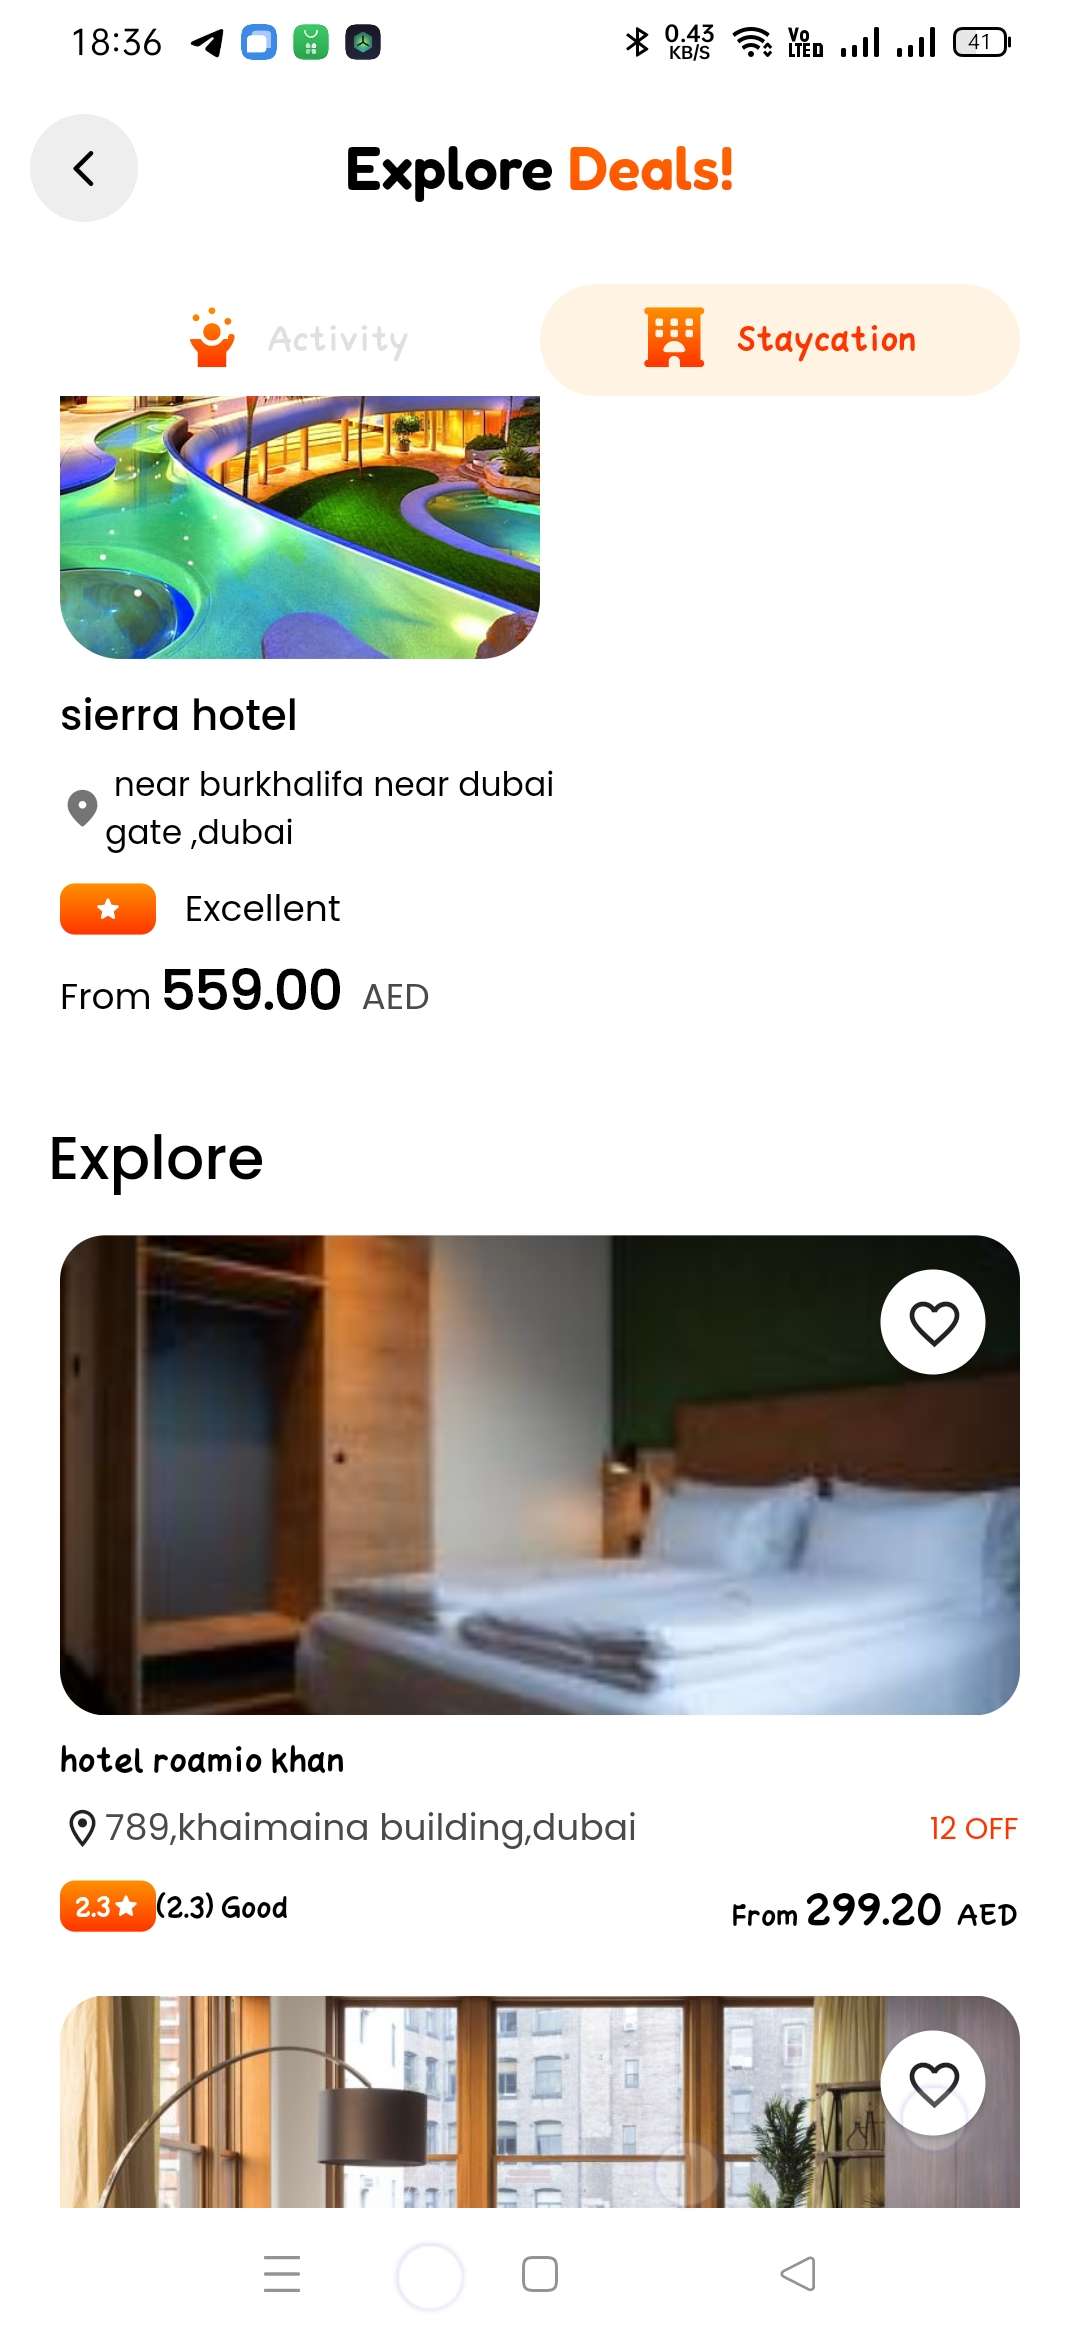 18:36
0.43
KB/S
Vo
LTED
41
Explore Deals!
Activity
Staycation
sierra hotel
near burkhalifa near dubai
gate ,dubai
Excellent
From 559.00 AED
Explore
hotel roamio khan
789,khaimaina building,dubai
12 OFF
2.3 (2.3) Good
From 299.20 AED